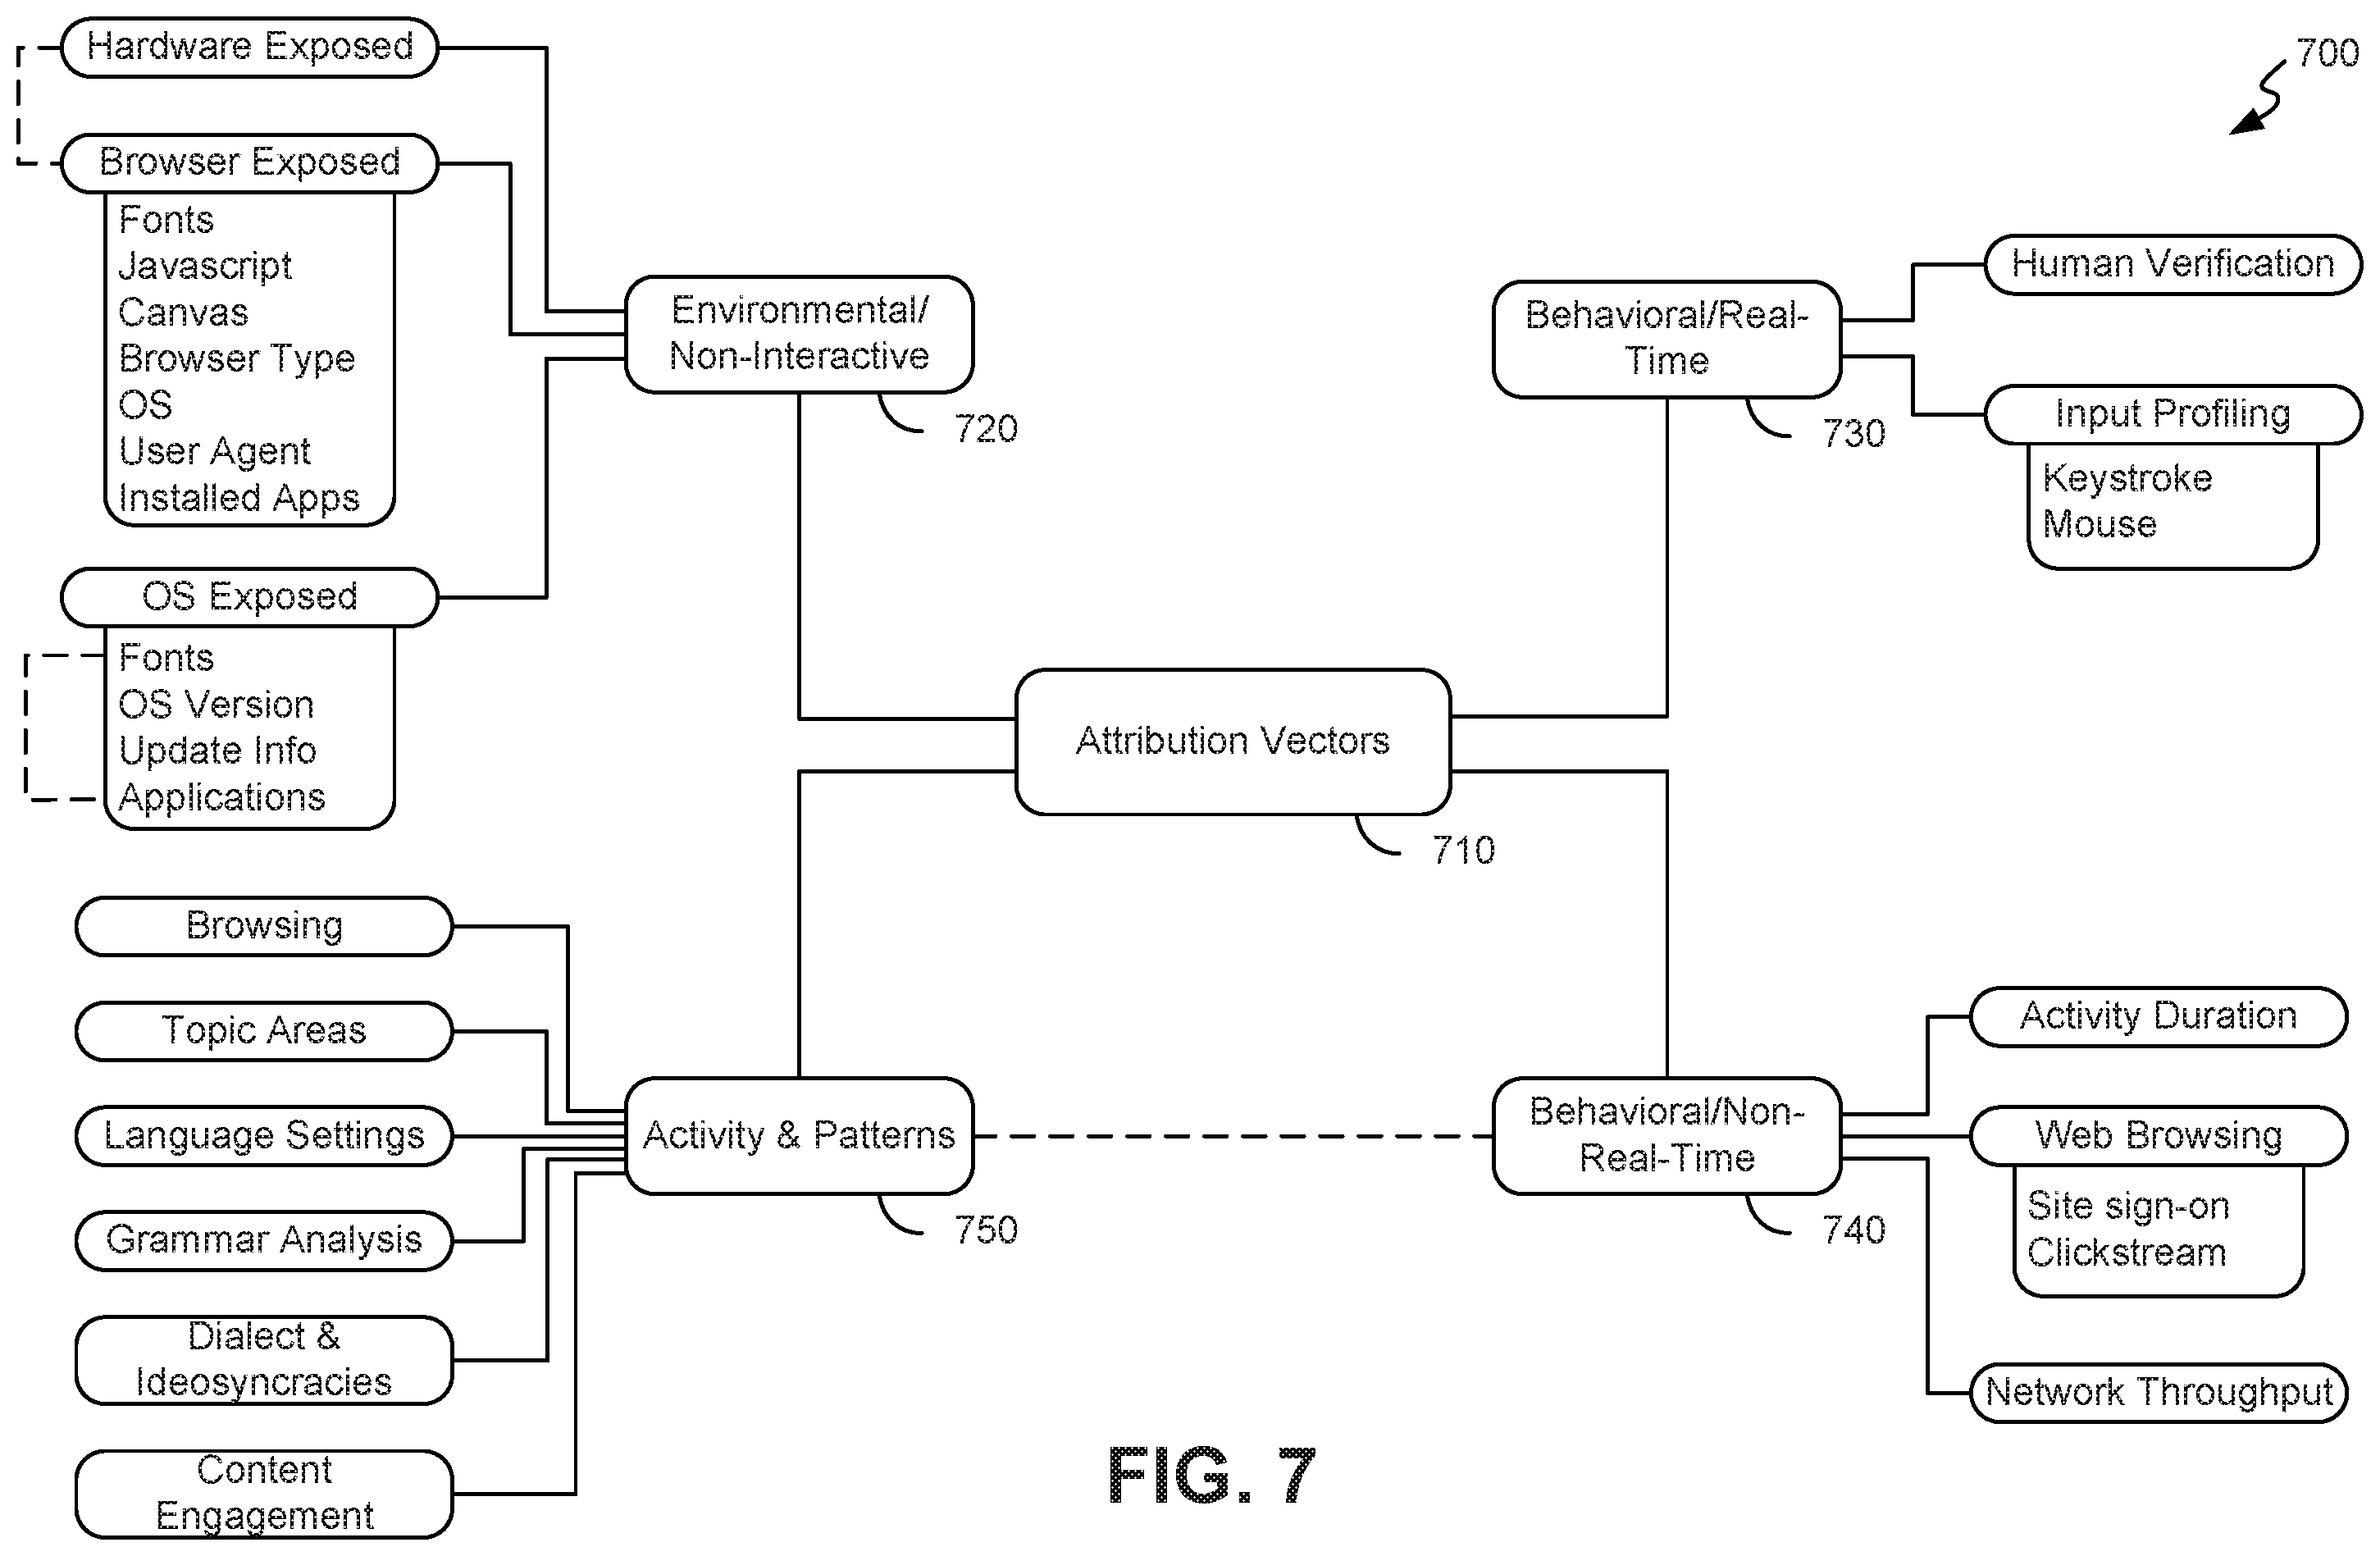 Hardware Exposed
700
Browser Exposed
Fonts
Javascript
Canvas
Browser Type
OS
User Agent
Installed Apps
Environmental/
Non-Interactive
720
Behavioral/Real-
Time
730
Human Verification
Input Profiling
Keystroke
Mouse
OS Exposed
Fonts
OS Version
Update Info
Applications
Attribution Vectors
710
Browsing
Topic Areas
Language Settings
Grammar Analysis
Dialect &
Ideosyncracies
Content
Engagement
Activity & Patterns
750
Behavioral/Non-
Real-Time
740
Activity Duration
Web Browsing
Site sign-on
Clickstream
Network Throughput
FIG. 7